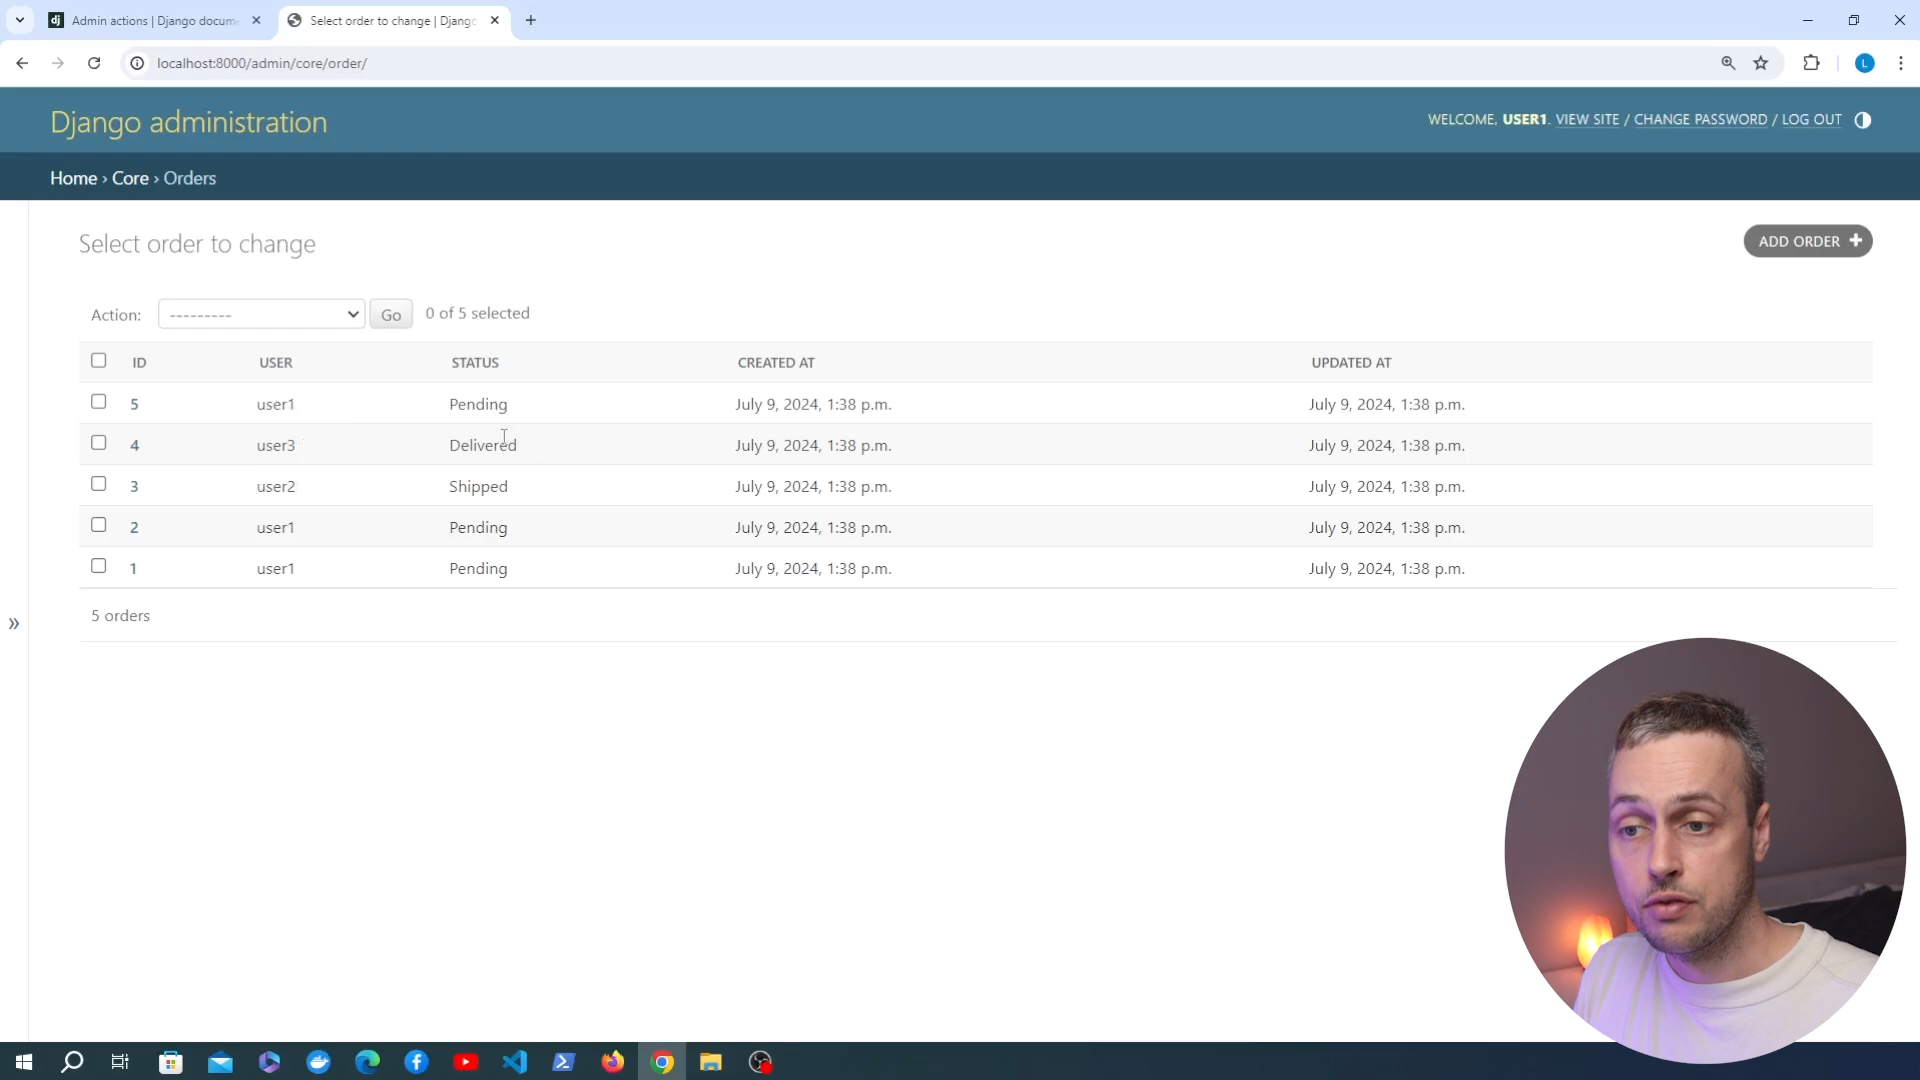 Admin actions | Django docum
Select order to change | Djang
localhost:8000/admin/core/order/
L
Django administration
WELCOME, USER1. VIEW SITE / CHANGE PASSWORD / LOG OUT
Home › Core › Orders
Select order to change
ADD ORDER +
Action: --------- Go 0 of 5 selected
ID USER STATUS CREATED AT UPDATED AT
5 user1 Pending July 9, 2024, 1:38 p.m. July 9, 2024, 1:38 p.m.
4 user3 Delivered July 9, 2024, 1:38 p.m. July 9, 2024, 1:38 p.m.
3 user2 Shipped July 9, 2024, 1:38 p.m. July 9, 2024, 1:38 p.m.
2 user1 Pending July 9, 2024, 1:38 p.m. July 9, 2024, 1:38 p.m.
1 user1 Pending July 9, 2024, 1:38 p.m. July 9, 2024, 1:38 p.m.
5 orders
»